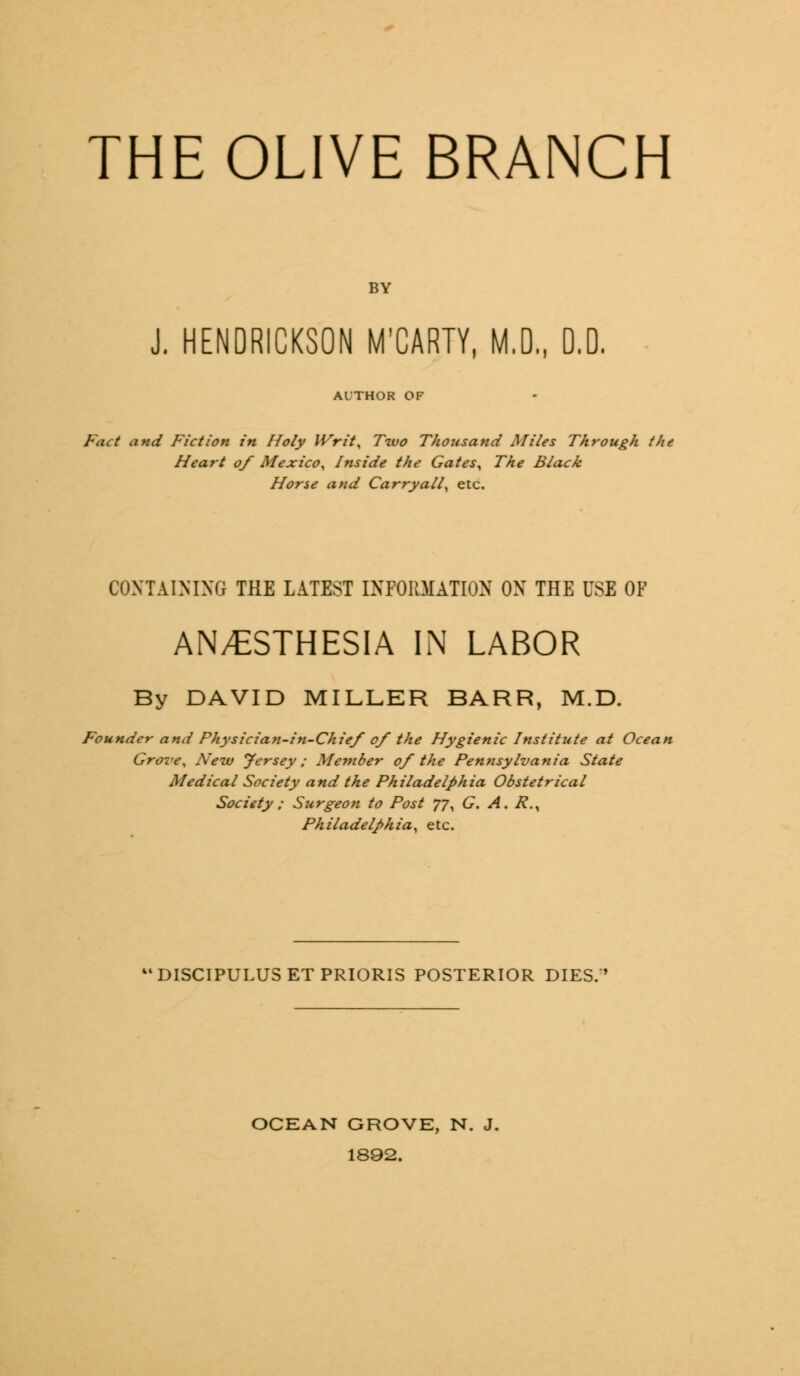 THE OLIVE BRANCH
BY
J. HENDRICKSON M'CARTY, M.D., D.D.
AUTHOR OF
Fact and Fiction in Holy Writ, Two Thousand Miles Through the
Heart of Mexico, Inside the Gates, The Black
Horse and Carryall, etc.
CONTAINING THE LATEST INFORMATION ON THE USE OF
ANÆSTHESIA IN LABOR
By DAVID MILLER BARR, M.D.
Founder and Physician-in-Chief of the Hygienic Institute at Ocean
Grove, New Jersey; Member of the Pennsylvania State
Medical Society and the Philadelphia Obstetrical
Society; Surgeon to Post 77, G. A. R.,
Philadelphia, etc.
"DISCIPULUS ET PRIORIS POSTERIOR DIES."
OCEAN GROVE, N. J.
1892.